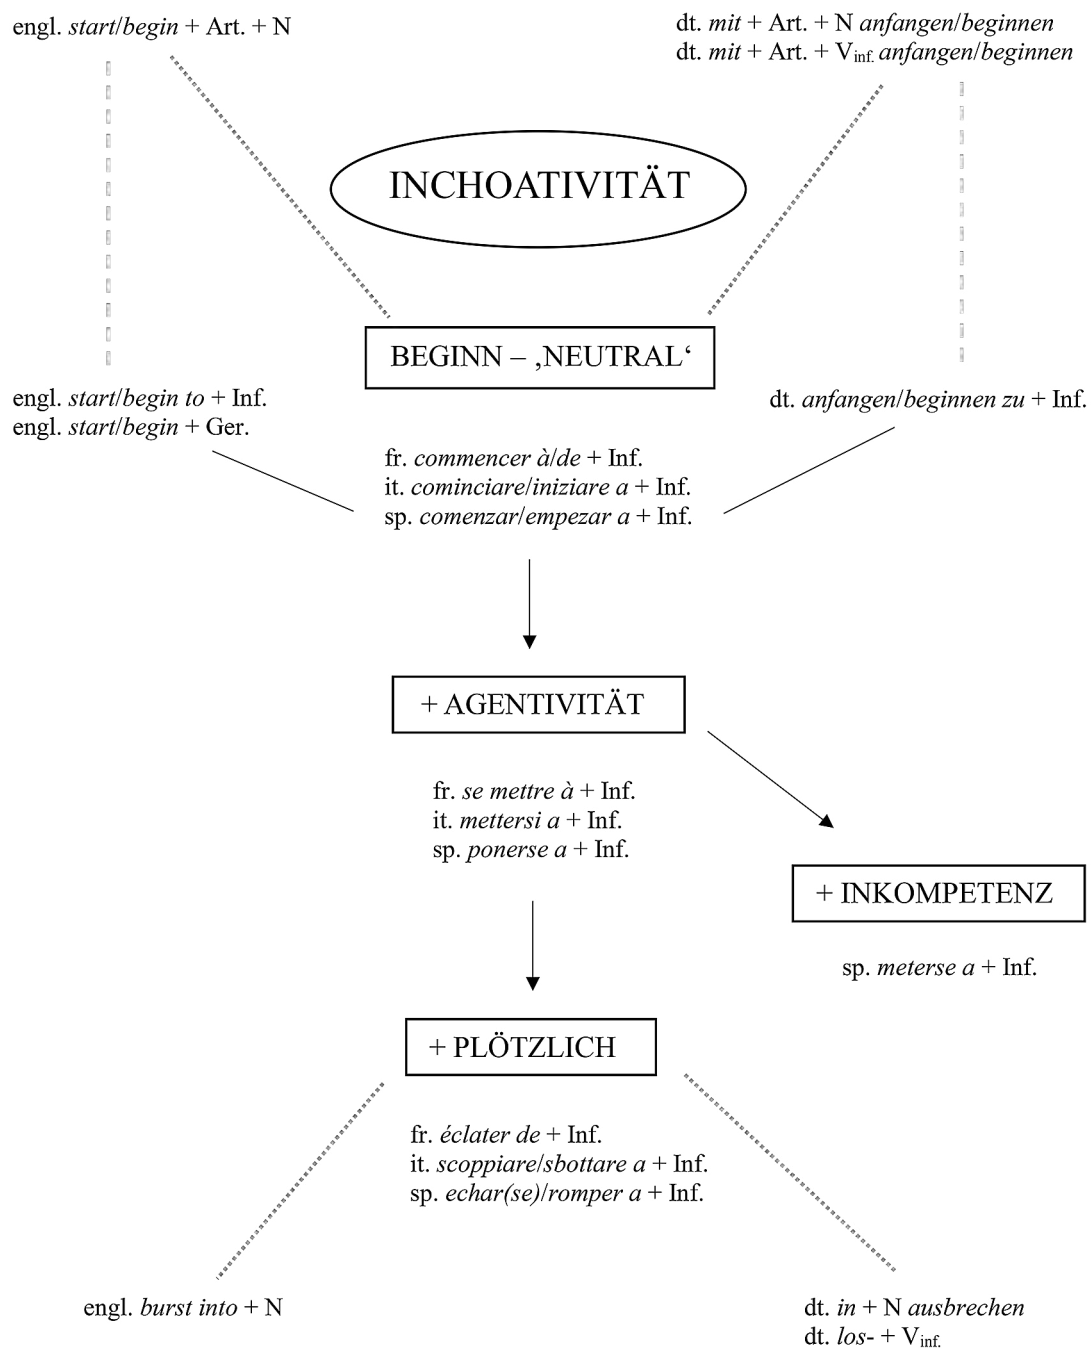 engl. start/begin + Art. + N
dt. mit + Art. + N anfangen/beginnen
dt. mit + Art. + Vinf. anfangen/beginnen
INCHOATIVITÄT
BEGINN – ‚NEUTRAL‘
engl. start/begin to + Inf.
engl. start/begin + Ger.
dt. anfangen/beginnen zu + Inf.
fr. commencer à/de + Inf.
it. cominciare/iniziare a + Inf.
sp. comenzar/empezar a + Inf.
+ AGENTIVITÄT
fr. se mettre à + Inf.
it. mettersi a + Inf.
sp. ponerse a + Inf.
+ INKOMPETENZ
sp. meterse a + Inf.
+ PLÖTZLICH
fr. éclater de + Inf.
it. scoppiare/sbottare a + Inf.
sp. echar(se)/romper a + Inf.
engl. burst into + N
dt. in + N ausbrechen
dt. los- + Vinf.